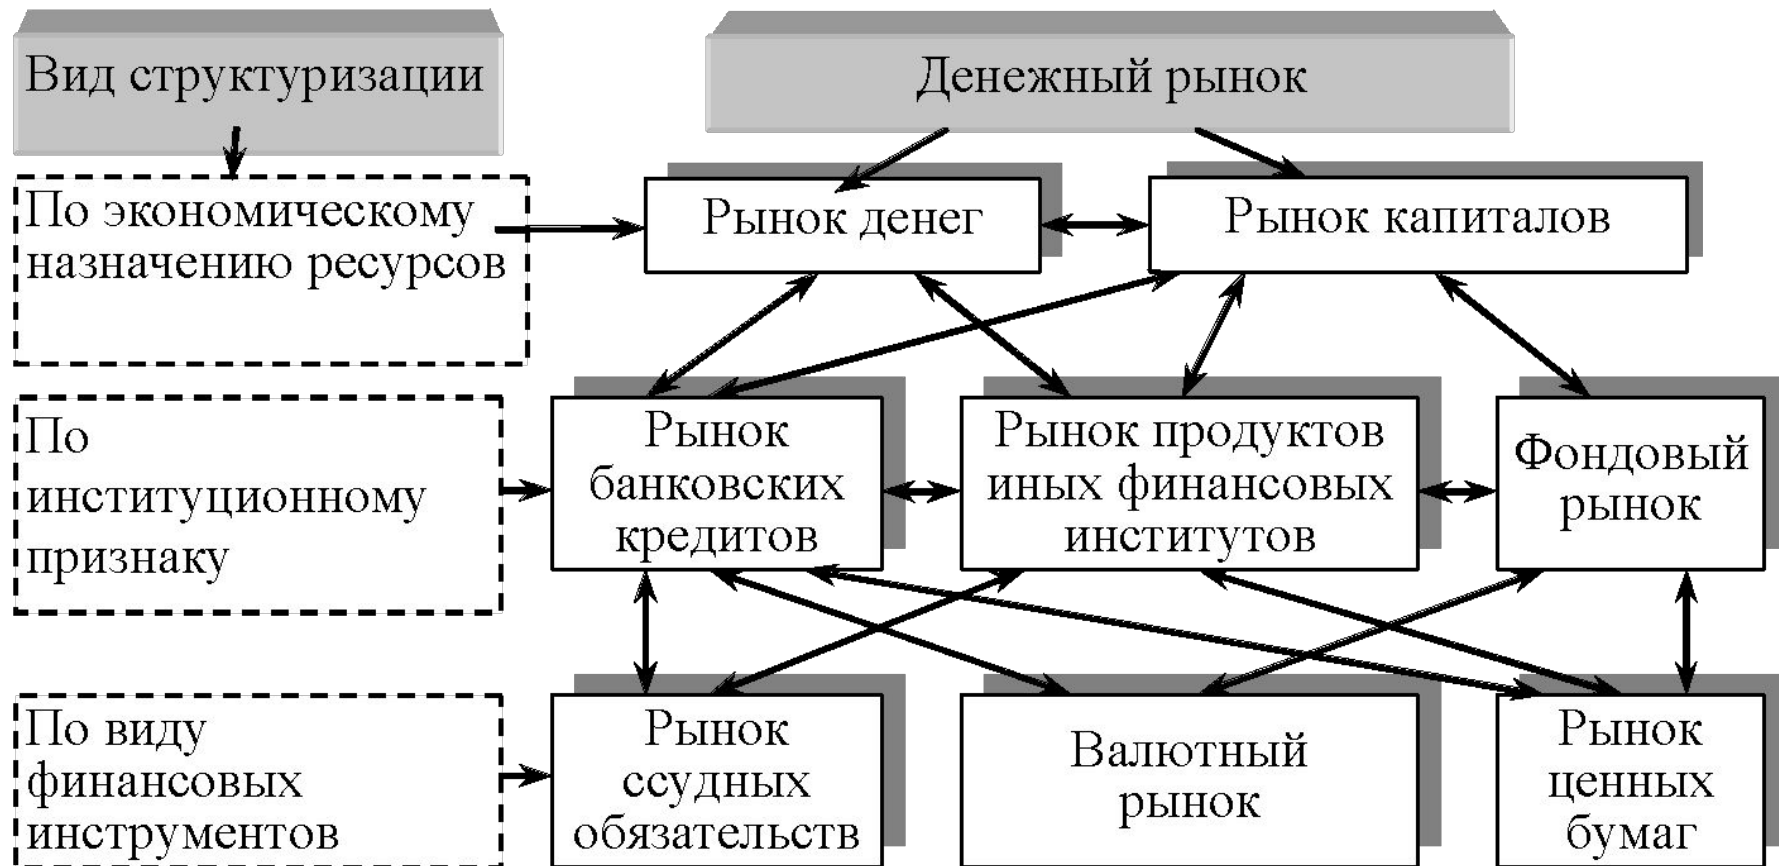 Вид структуризации
Денежный рынок
По экономическому
назначению ресурсов
Рынок денег
Рынок капиталов
По
институционному
признаку
Рынок
банковских
кредитов
Рынок продуктов
иных финансовых
институтов
Фондовый
рынок
По виду
финансовых
инструментов
Рынок
ссудных
обязательств
Валютный
рынок
Рынок
ценных
бумаг